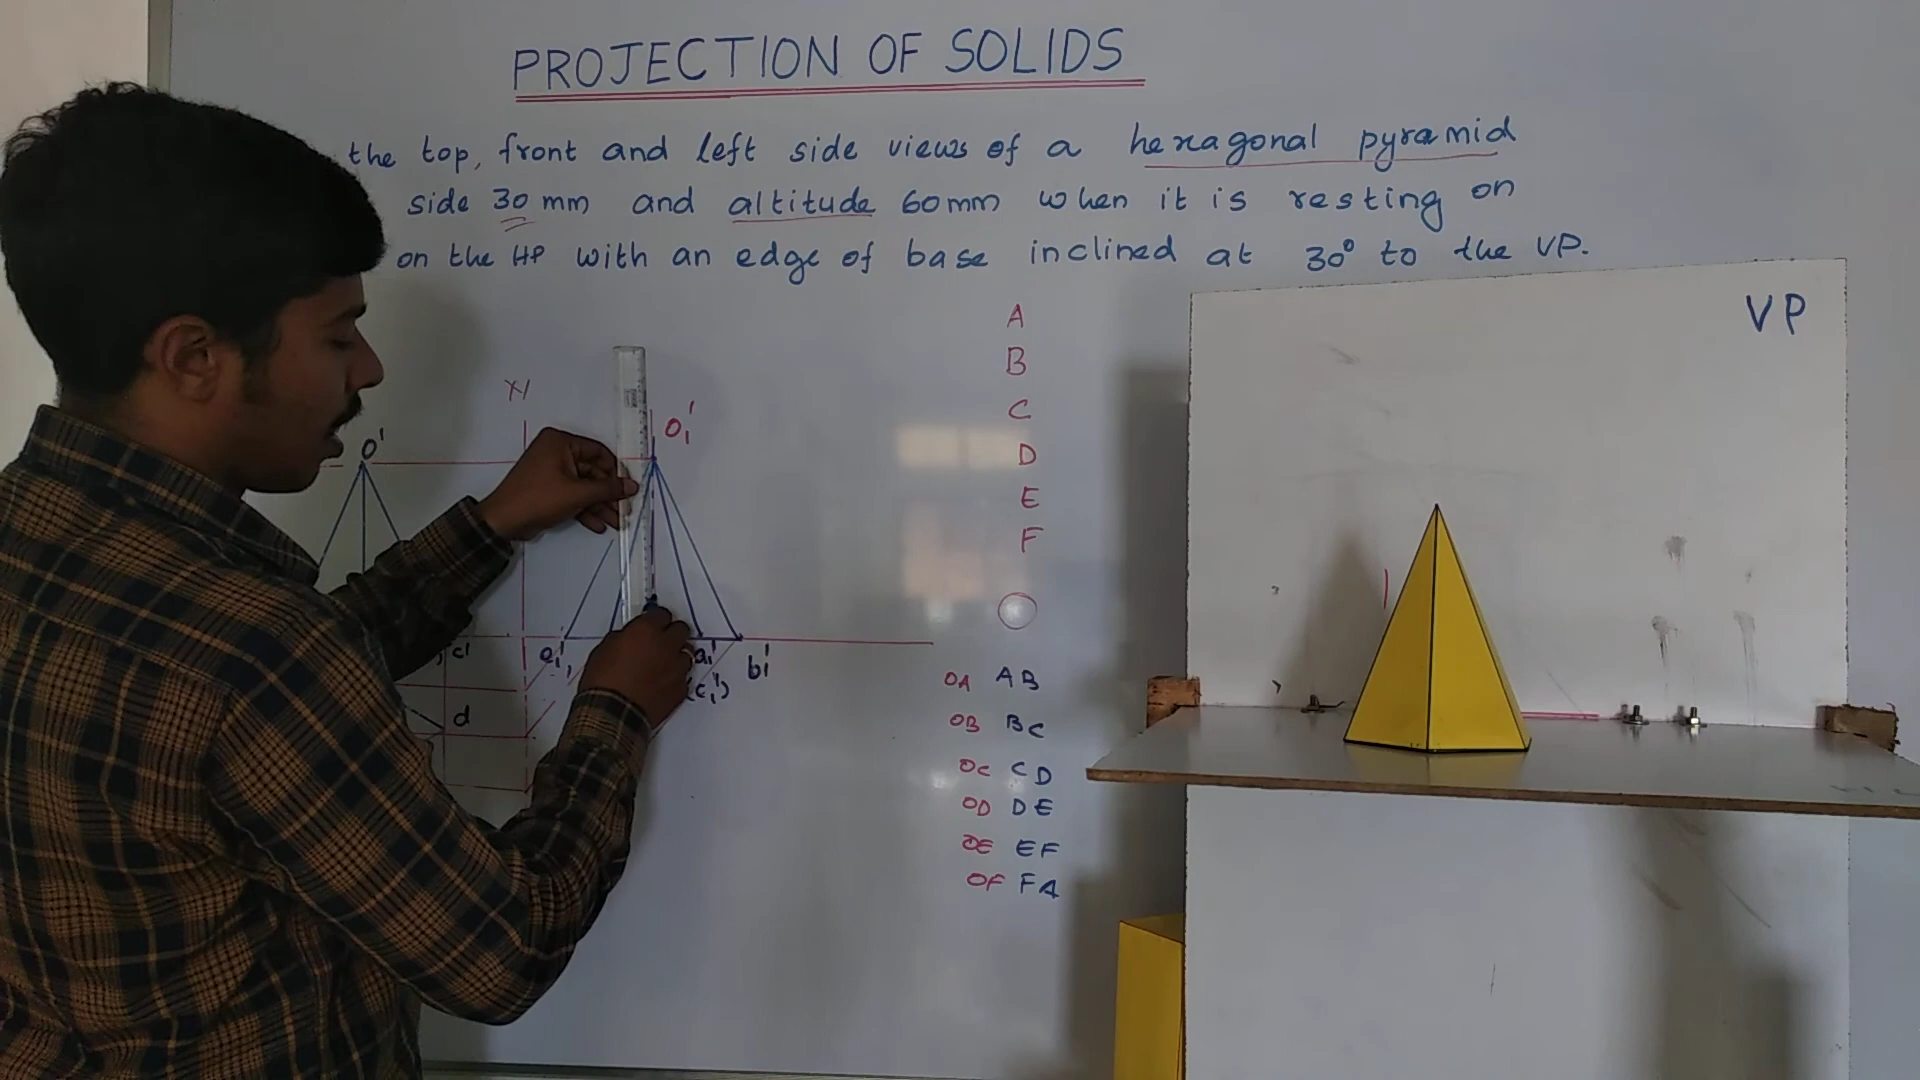 PROJECTION OF SOLIDS
the top, front and left side views of a hexagonal pyramid
side 30 mm and altitude 60mm when it is resting on
on the HP with an edge of base inclined at 30° to the VP.
VP
A
B
C
D
E
F
O
X1
O'
O1'
c'
e1'
a1'
b1'
(c1')
d
OA AB
OB BC
OC CD
OD DE
OE EF
OF FA